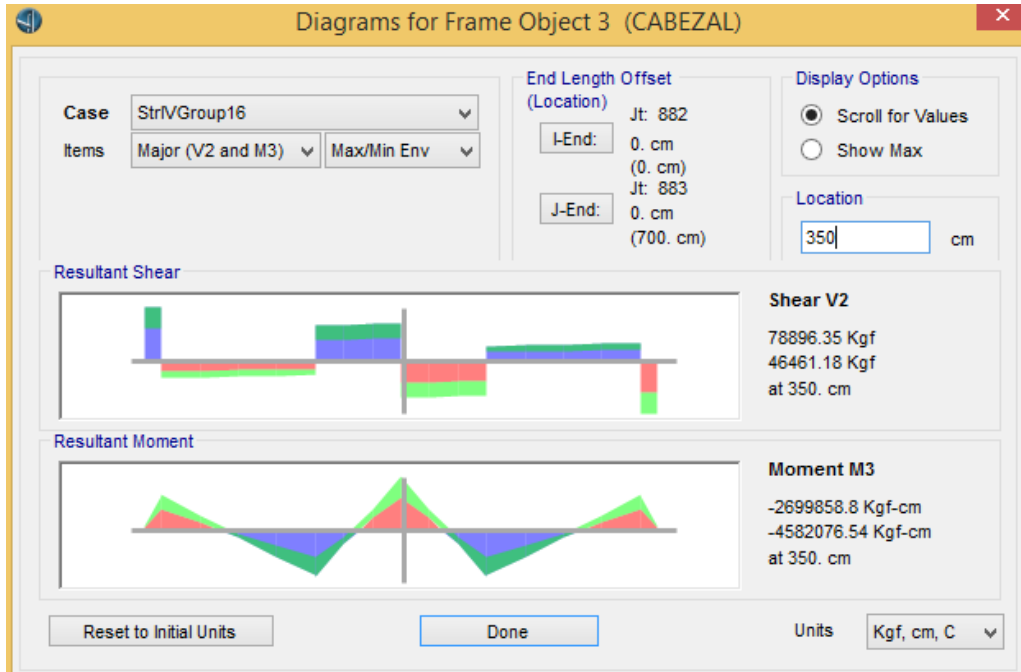 Diagrams for Frame Object 3 (CABEZAL)
Case
StrIVGroup16
Items
Major (V2 and M3)
Max/Min Env
End Length Offset
(Location)
Jt: 882
I-End:
0. cm
(0. cm)
Jt: 883
J-End:
0. cm
(700. cm)
Display Options
Scroll for Values
Show Max
Location
350
cm
Resultant Shear
Shear V2
78896.35 Kgf
46461.18 Kgf
at 350. cm
Resultant Moment
Moment M3
-2699858.8 Kgf-cm
-4582076.54 Kgf-cm
at 350. cm
Reset to Initial Units
Done
Units
Kgf, cm, C